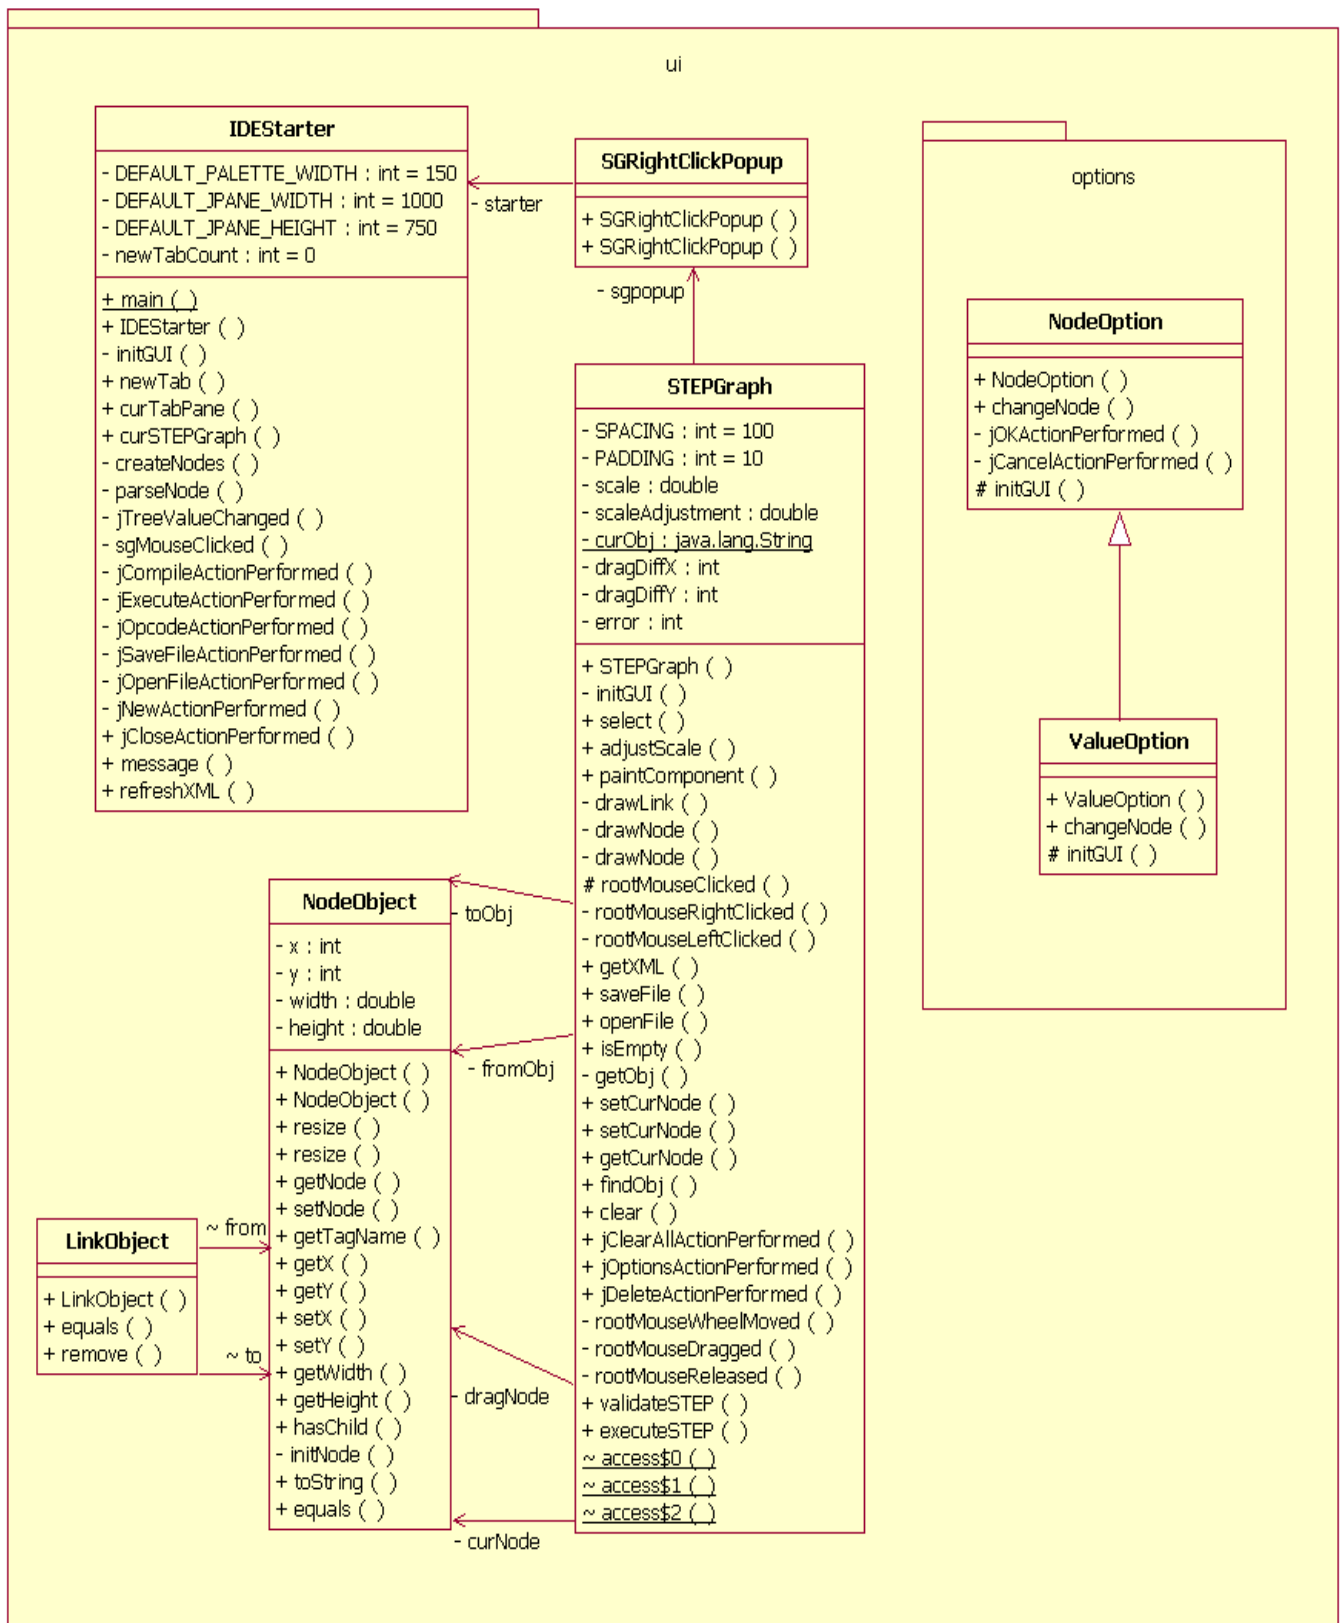 ui
IDEStarter
- DEFAULT_PALETTE_WIDTH : int = 150
- DEFAULT_JPANE_WIDTH : int = 1000
- DEFAULT_JPANE_HEIGHT : int = 750
- newTabCount : int = 0
+ main ( )
+ IDEStarter ( )
- initGUI ( )
+ newTab ( )
+ curTabPane ( )
+ curSTEPGraph ( )
- createNodes ( )
- parseNode ( )
- jTreeValueChanged ( )
- sgMouseClicked ( )
- jCompileActionPerformed ( )
- jExecuteActionPerformed ( )
- jOpcodeActionPerformed ( )
- jSaveFileActionPerformed ( )
- jOpenFileActionPerformed ( )
- jNewActionPerformed ( )
+ jCloseActionPerformed ( )
+ message ( )
+ refreshXML ( )
- starter
SGRightClickPopup
+ SGRightClickPopup ( )
+ SGRightClickPopup ( )
- sgpopup
STEPGraph
- SPACING : int = 100
- PADDING : int = 10
- scale : double
- scaleAdjustment : double
- curObj : java.lang.String
- dragDiffX : int
- dragDiffY : int
- error : int
+ STEPGraph ( )
- initGUI ( )
+ select ( )
+ adjustScale ( )
+ paintComponent ( )
- drawLink ( )
- drawNode ( )
- drawNode ( )
# rootMouseClicked ( )
- rootMouseRightClicked ( )
- rootMouseLeftClicked ( )
+ getXML ( )
+ saveFile ( )
+ openFile ( )
+ isEmpty ( )
- getObj ( )
+ setCurNode ( )
+ setCurNode ( )
+ getCurNode ( )
+ findObj ( )
+ clear ( )
+ jClearAllActionPerformed ( )
+ jOptionsActionPerformed ( )
+ jDeleteActionPerformed ( )
- rootMouseWheelMoved ( )
- rootMouseDragged ( )
- rootMouseReleased ( )
+ validateSTEP ( )
+ executeSTEP ( )
~ access$0 ( )
~ access$1 ( )
~ access$2 ( )
options
NodeOption
+ NodeOption ( )
+ changeNode ( )
- jOKActionPerformed ( )
- jCancelActionPerformed ( )
# initGUI ( )
ValueOption
+ ValueOption ( )
+ changeNode ( )
# initGUI ( )
NodeObject
- x : int
- y : int
- width : double
- height : double
+ NodeObject ( )
+ NodeObject ( )
+ resize ( )
+ resize ( )
+ getNode ( )
+ setNode ( )
+ getTagName ( )
+ getX ( )
+ getY ( )
+ setX ( )
+ setY ( )
+ getWidth ( )
+ getHeight ( )
+ hasChild ( )
- initNode ( )
+ toString ( )
+ equals ( )
- toObj
- fromObj
- dragNode
- curNode
LinkObject
+ LinkObject ( )
+ equals ( )
+ remove ( )
~ from
~ to